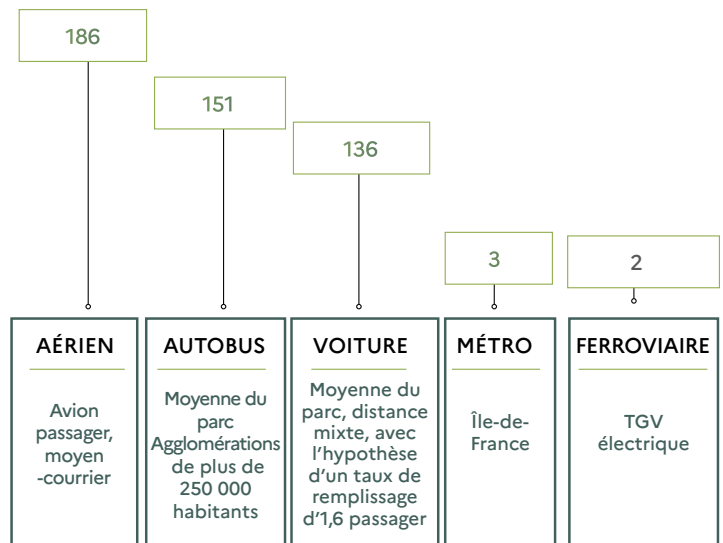 186
151
136
3
2
AÉRIEN
Avion
passager,
moyen
-courrier
AUTOBUS
Moyenne du
parc
Agglomérations
de plus de
250 000
habitants
VOITURE
Moyenne du
parc, distance
mixte, avec
l'hypothèse
d'un taux de
remplissage
d'1,6 passager
MÉTRO
Île-de-
France
FERROVIAIRE
TGV
électrique